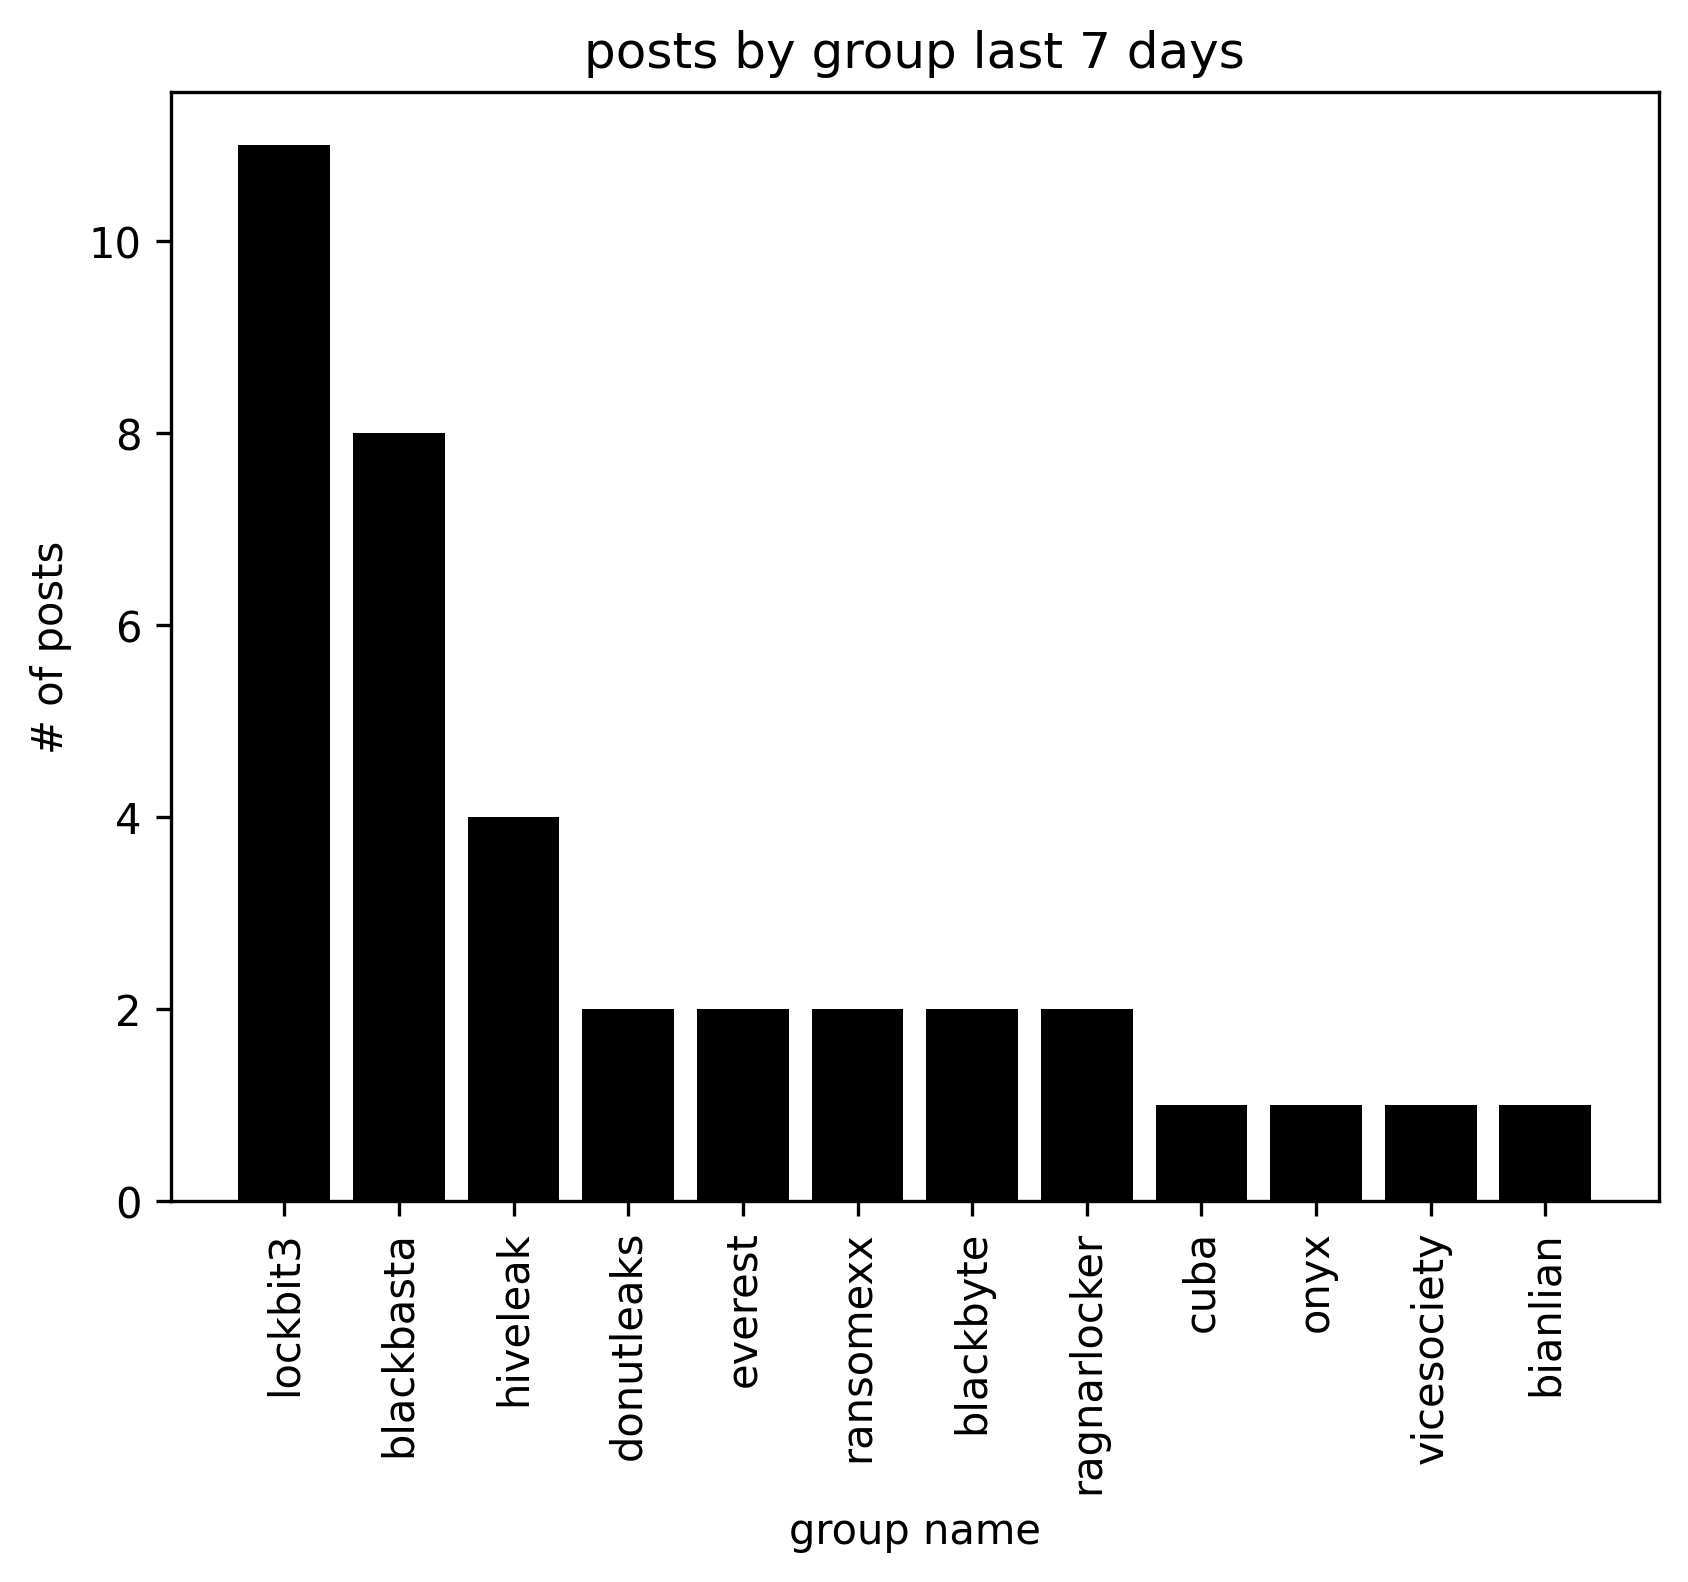 posts by group last 7 days
# of posts
10
8
6
4
2
0
lockbit3
blackbasta
hiveleak
donutleaks
everest
ransomexx
blackbyte
ragnarlocker
cuba
onyx
vicesociety
bianlian
group name